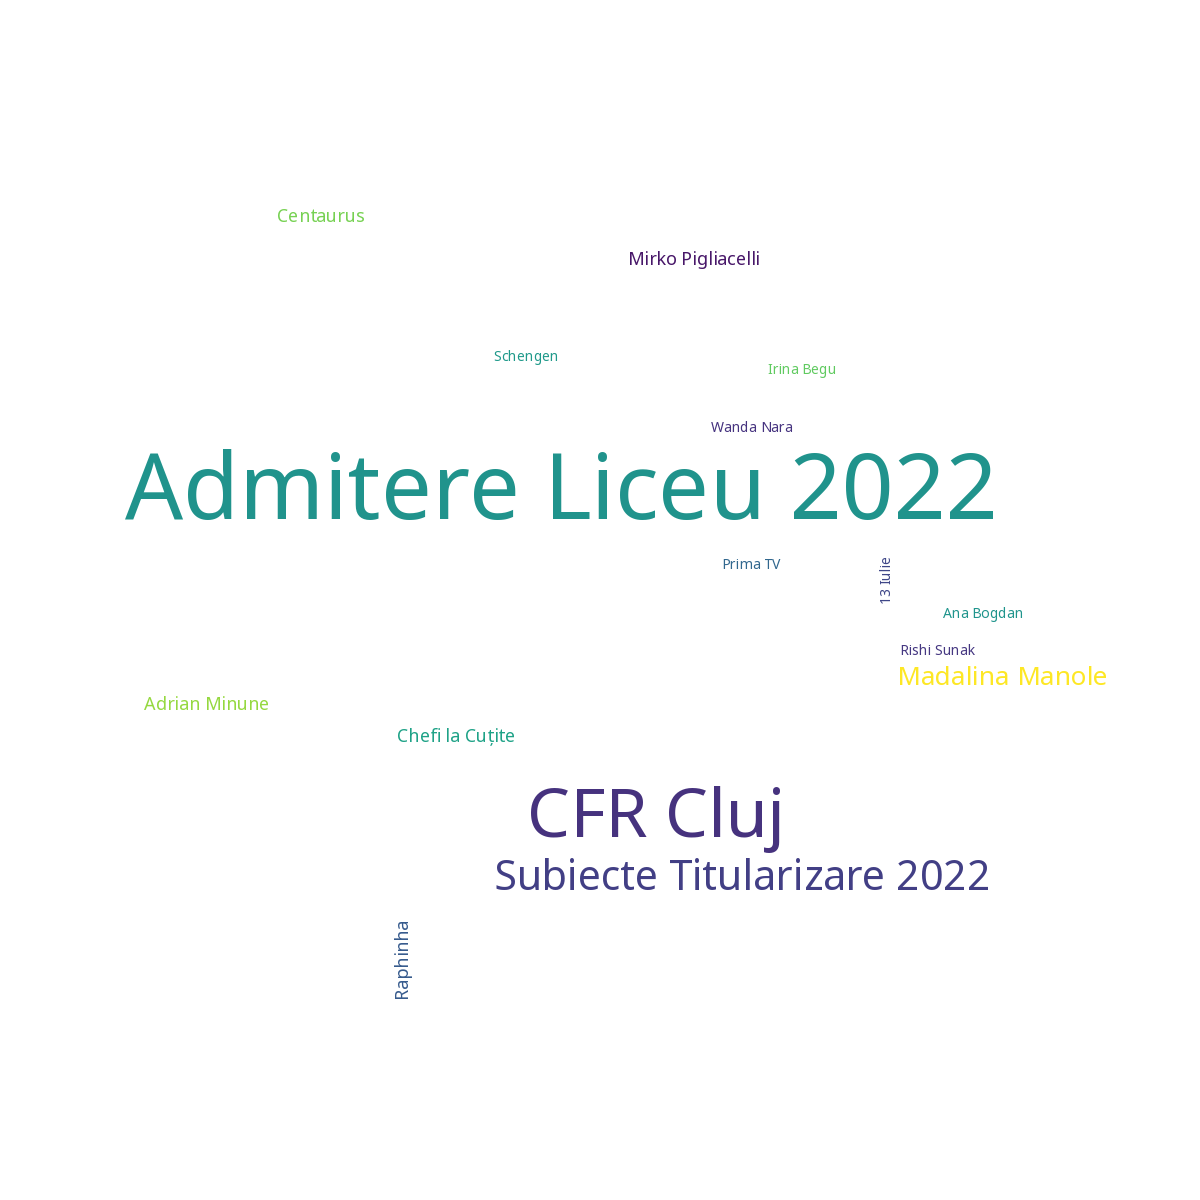 Centaurus
Mirko Pigliacelli
Schengen
Irina Begu
Wanda Nara
Admitere Liceu 2022
Prima TV
13 Iulie
Ana Bogdan
Rishi Sunak
Madalina Manole
Adrian Minune
Chefi la Cuțite
CFR Cluj
Subiecte Titularizare 2022
Raphinha